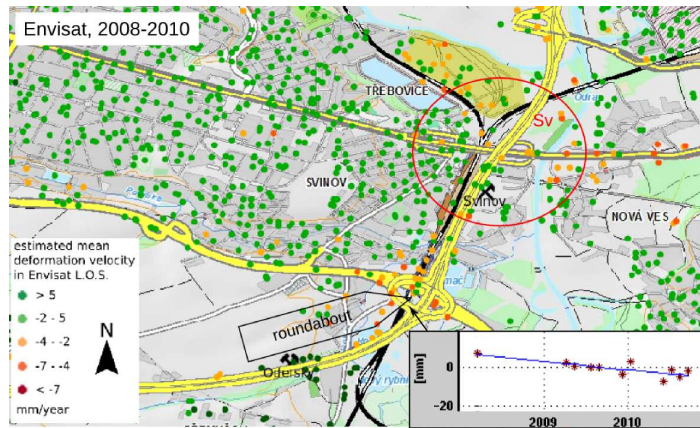 Envisat, 2008-2010
TŘEBOVICE
Odra
Sv
SVINOV
Svinov
NOVÁ VES
estimated mean
deformation velocity
in Envisat L.O.S.
> 5
-2 - 5
-4 - -2
-7 - -4
< -7
mm/year
N
roundabout
[mm]
0
-20
2009
2010